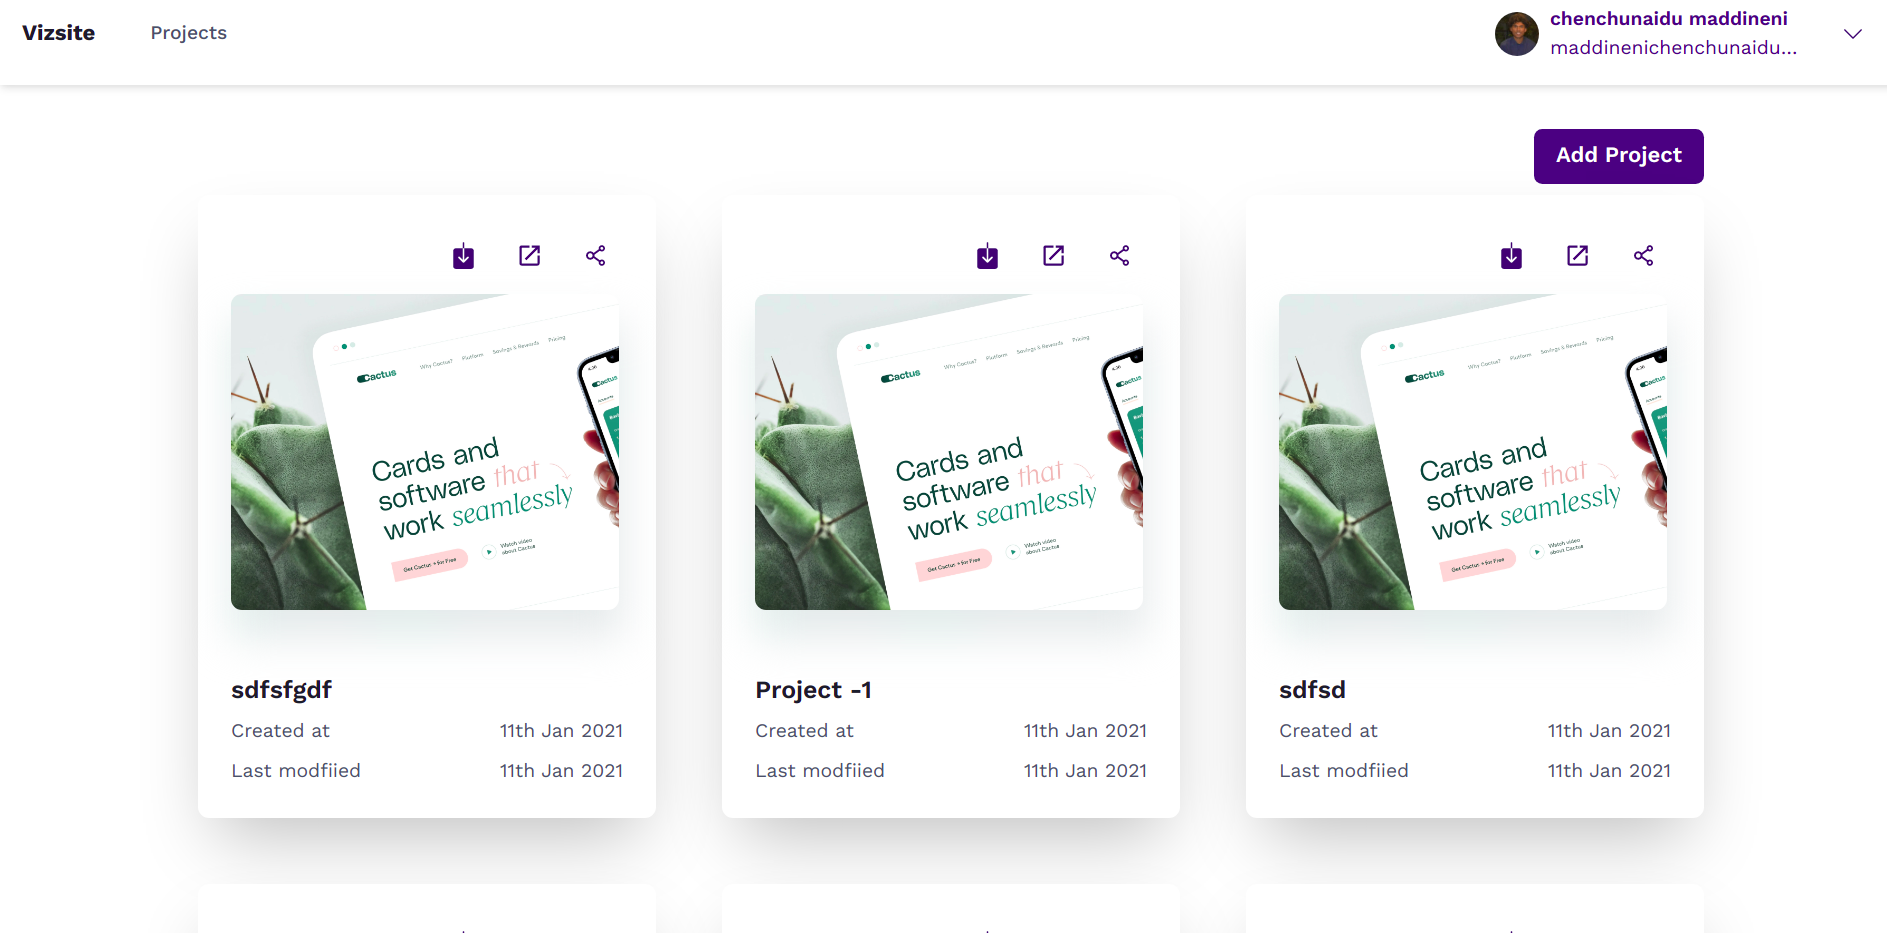 Vizsite
Projects
chenchunaidu maddineni
maddinenichenchunaidu...
Add Project
Cactus
Why Cactus? Platform Savings & Rewards Pricing
Cards and
software that
work seamlessly
Get Cactus
for Free
Watch video
about Cactus
Cactus
sdfsfgdf
Created at 11th Jan 2021
Last modfiied 11th Jan 2021
Cactus
Why Cactus? Platform Savings & Rewards Pricing
Cards and
software that
work seamlessly
Get Cactus
for Free
Watch video
about Cactus
Cactus
Project -1
Created at 11th Jan 2021
Last modfiied 11th Jan 2021
Cactus
Why Cactus? Platform Savings & Rewards Pricing
Cards and
software that
work seamlessly
Get Cactus
for Free
Watch video
about Cactus
Cactus
sdfsd
Created at 11th Jan 2021
Last modfiied 11th Jan 2021